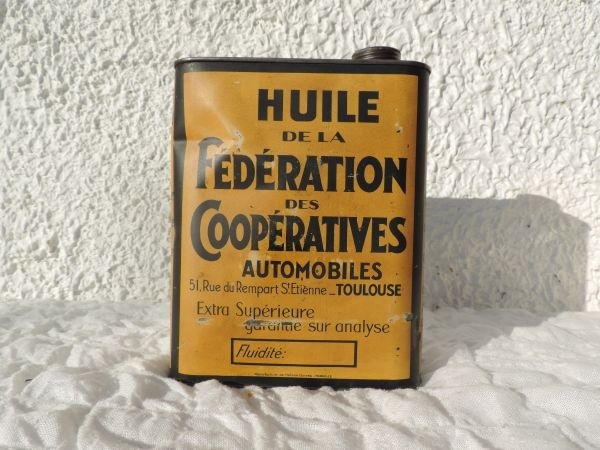 HUILE
DE LA
FÉDÉRATION
DES
COOPÉRATIVES
AUTOMOBILES
51, Rue du Rempart St Etienne _ TOULOUSE
Extra Supérieure
garantie sur analyse
Fluidité: